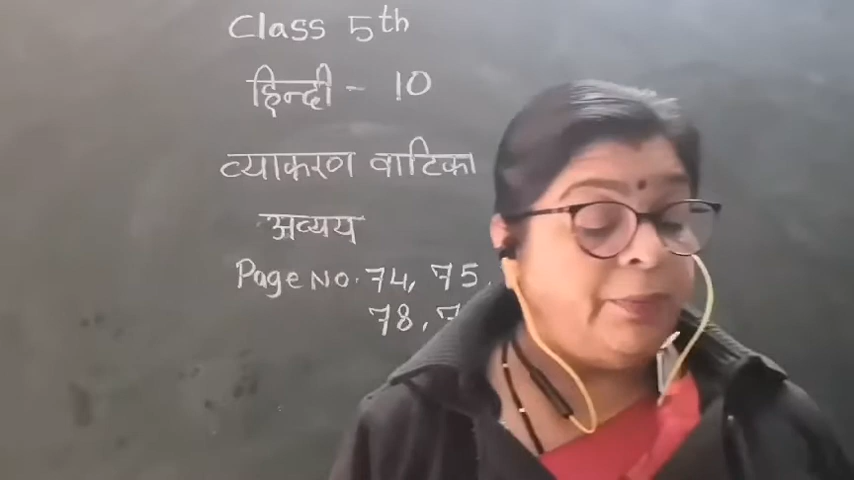 Class 5th
हिन्दी - 10
व्याकरण वाटिका
अव्यय
Page No. 74, 75,
78,